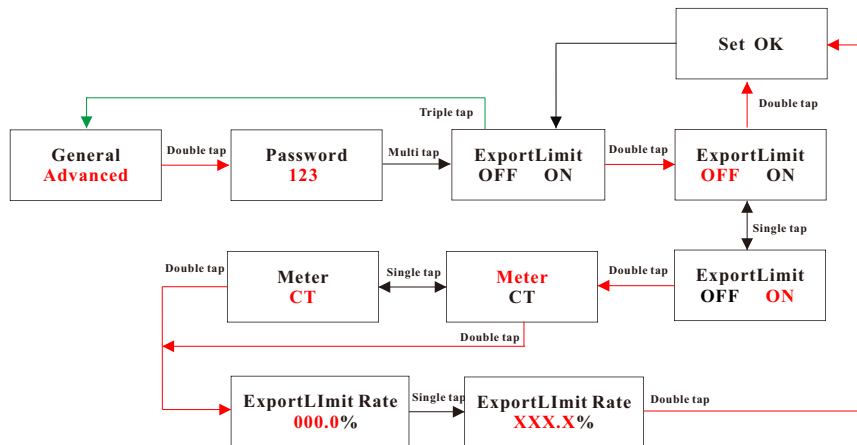 Set OK
Double tap
Triple tap
General
Advanced
Double tap
Password
123
Multi tap
ExportLimit
OFF ON
Double tap
ExportLimit
OFF ON
Single tap
Double tap
Meter
CT
Single tap
Meter
CT
Double tap
ExportLimit
OFF ON
Double tap
ExportLImit Rate
000.0%
Single tap
ExportLImit Rate
XXX.X%
Double tap